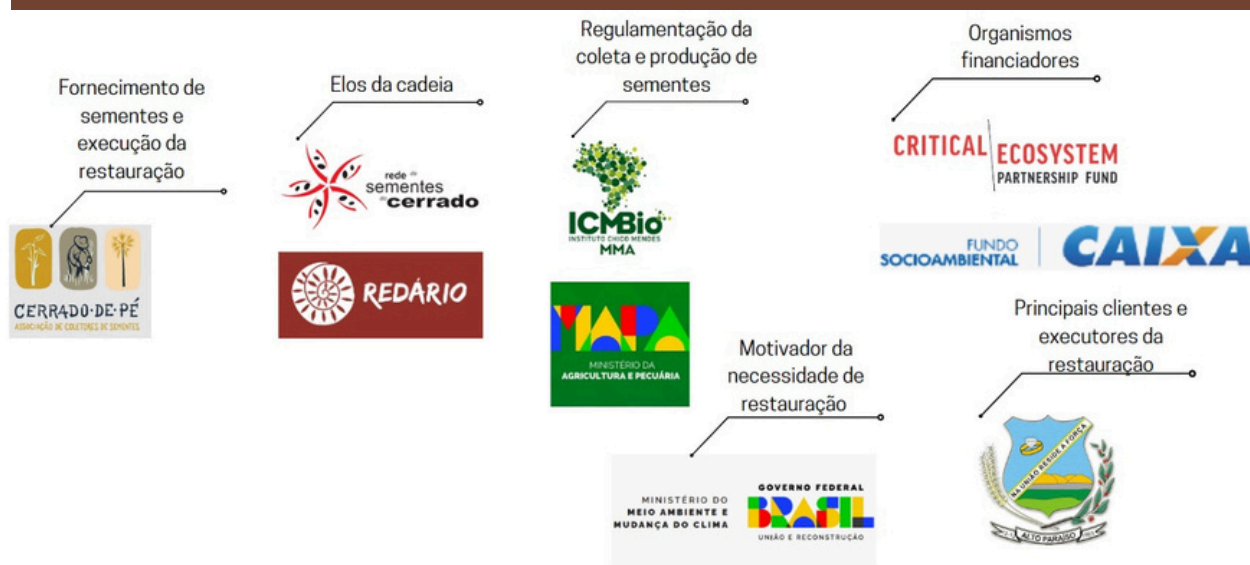 Fornecimento de
sementes e
execução da
restauração
CERRADO·DE·PÉ
ASSOCIAÇÃO DE COLETORES DE SEMENTES
Elos da cadeia
rede de
sementes
do cerrado
REDÁRIO
Regulamentação da
coleta e produção de
sementes
ICMBio
INSTITUTO CHICO MENDES
MMA
MAPA
MINISTÉRIO DA
AGRICULTURA E PECUÁRIA
Motivador da
necessidade de
restauração
MINISTÉRIO DO
MEIO AMBIENTE E
MUDANÇA DO CLIMA
GOVERNO FEDERAL
BRASIL
UNIÃO E RECONSTRUÇÃO
Organismos
financiadores
CRITICAL ECOSYSTEM
PARTNERSHIP FUND
FUNDO
SOCIOAMBIENTAL
CAIXA
Principais clientes e
executores da
restauração
NA UNIÃO RESIDE A FORÇA
ALTO PARAÍSO